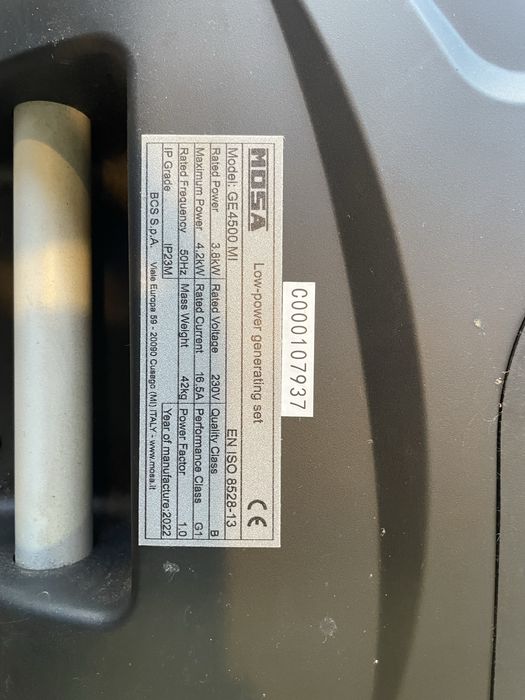 C000107937
MOSA Low-power generating set CE
Model: GE4500 MI EN ISO 8528-13
Rated Power 3.8kW Rated Voltage 230V Quality Class B
Maximum Power 4.2kW Rated Current 16.5A Performance Class G1
Rated Frequency 50Hz Mass Weight 42kg Power Factor 1.0
IP Grade IP23M Year of manufacture:2022
BCS S.p.A. Viale Europa 59 - 20090 Cusago (MI) ITALY - www.mosa.it